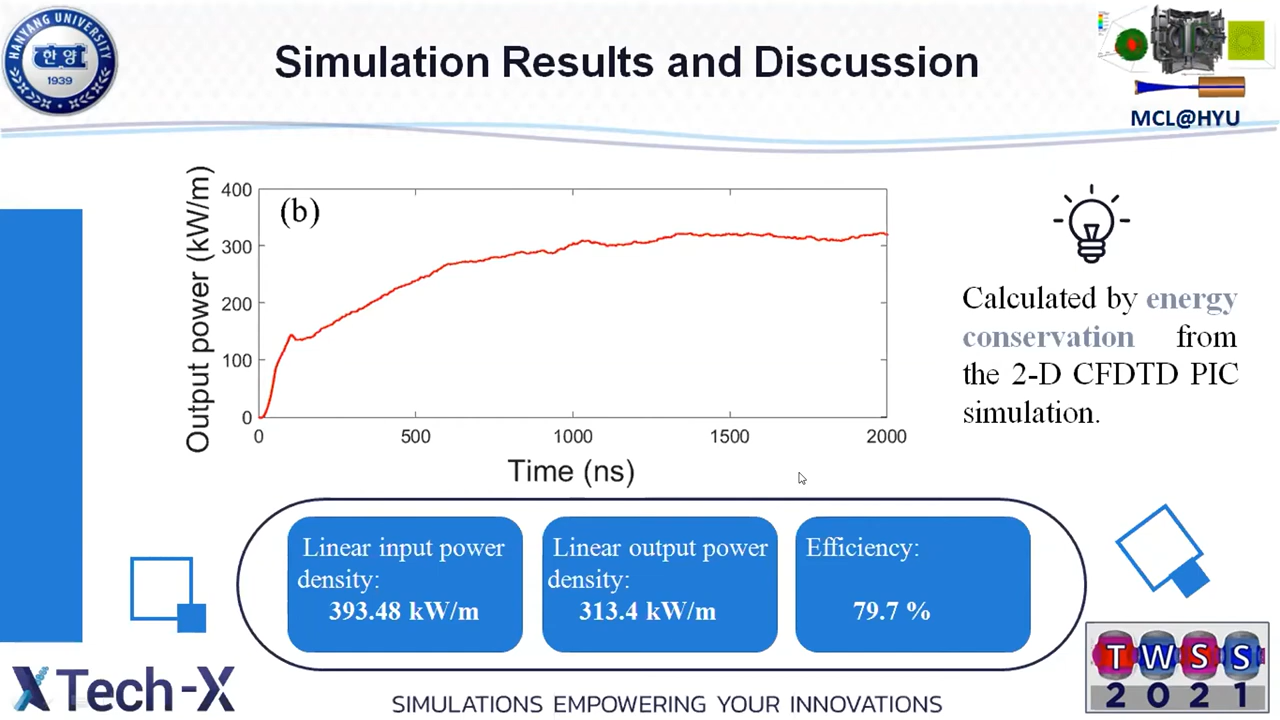 HANYANG UNIVERSITY
한양
1939
Simulation Results and Discussion
MCL@HYU
Output power (kW/m)
400
300
200
100
0
(b)
0 500 1000 1500 2000
Time (ns)
Calculated by energy
conservation from
the 2-D CFDTD PIC
simulation.
Linear input power
density:
393.48 kW/m
Linear output power
density:
313.4 kW/m
Efficiency:
79.7 %
Tech-X
SIMULATIONS EMPOWERING YOUR INNOVATIONS
TWSS
2021